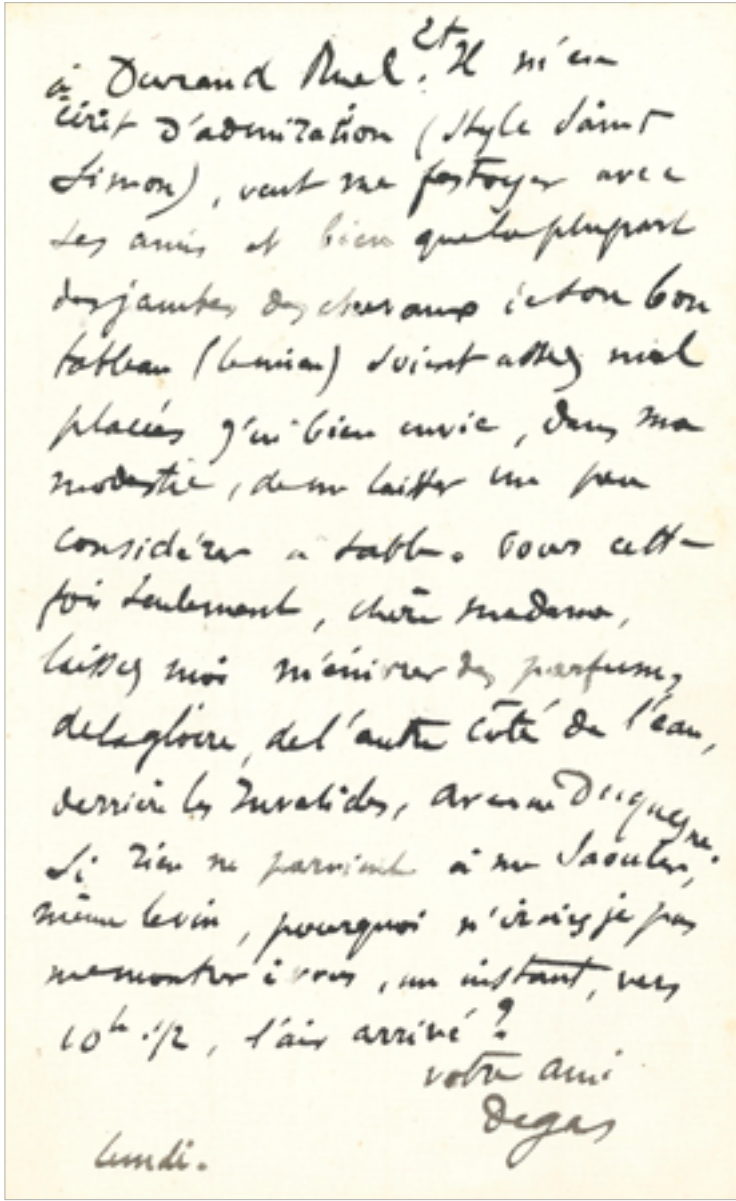 à Durand Ruel. et Il m'en
écrit d'admiration (style Saint
Simon), veut me festoyer avec
ses amis et bien que la plupart
des jambes des chevaux de son bon
tableau (le mien) soient assez mal
placées j'ai bien envie, dans ma
modestie, de me laisser un peu
considérer à table. Pour cette
fois seulement, chère madame,
laissez moi m'enivrer des parfums
de la gloire, de l'autre côté de l'eau,
derrière les Invalides, avenue Duquesne.
Si rien ne parvient à me saouler,
même le vin, pourquoi n'irais je pas
me montrer à vous, un instant, vers
10h 1/2, l'air arrivé?
votre ami
Degas
lundi.